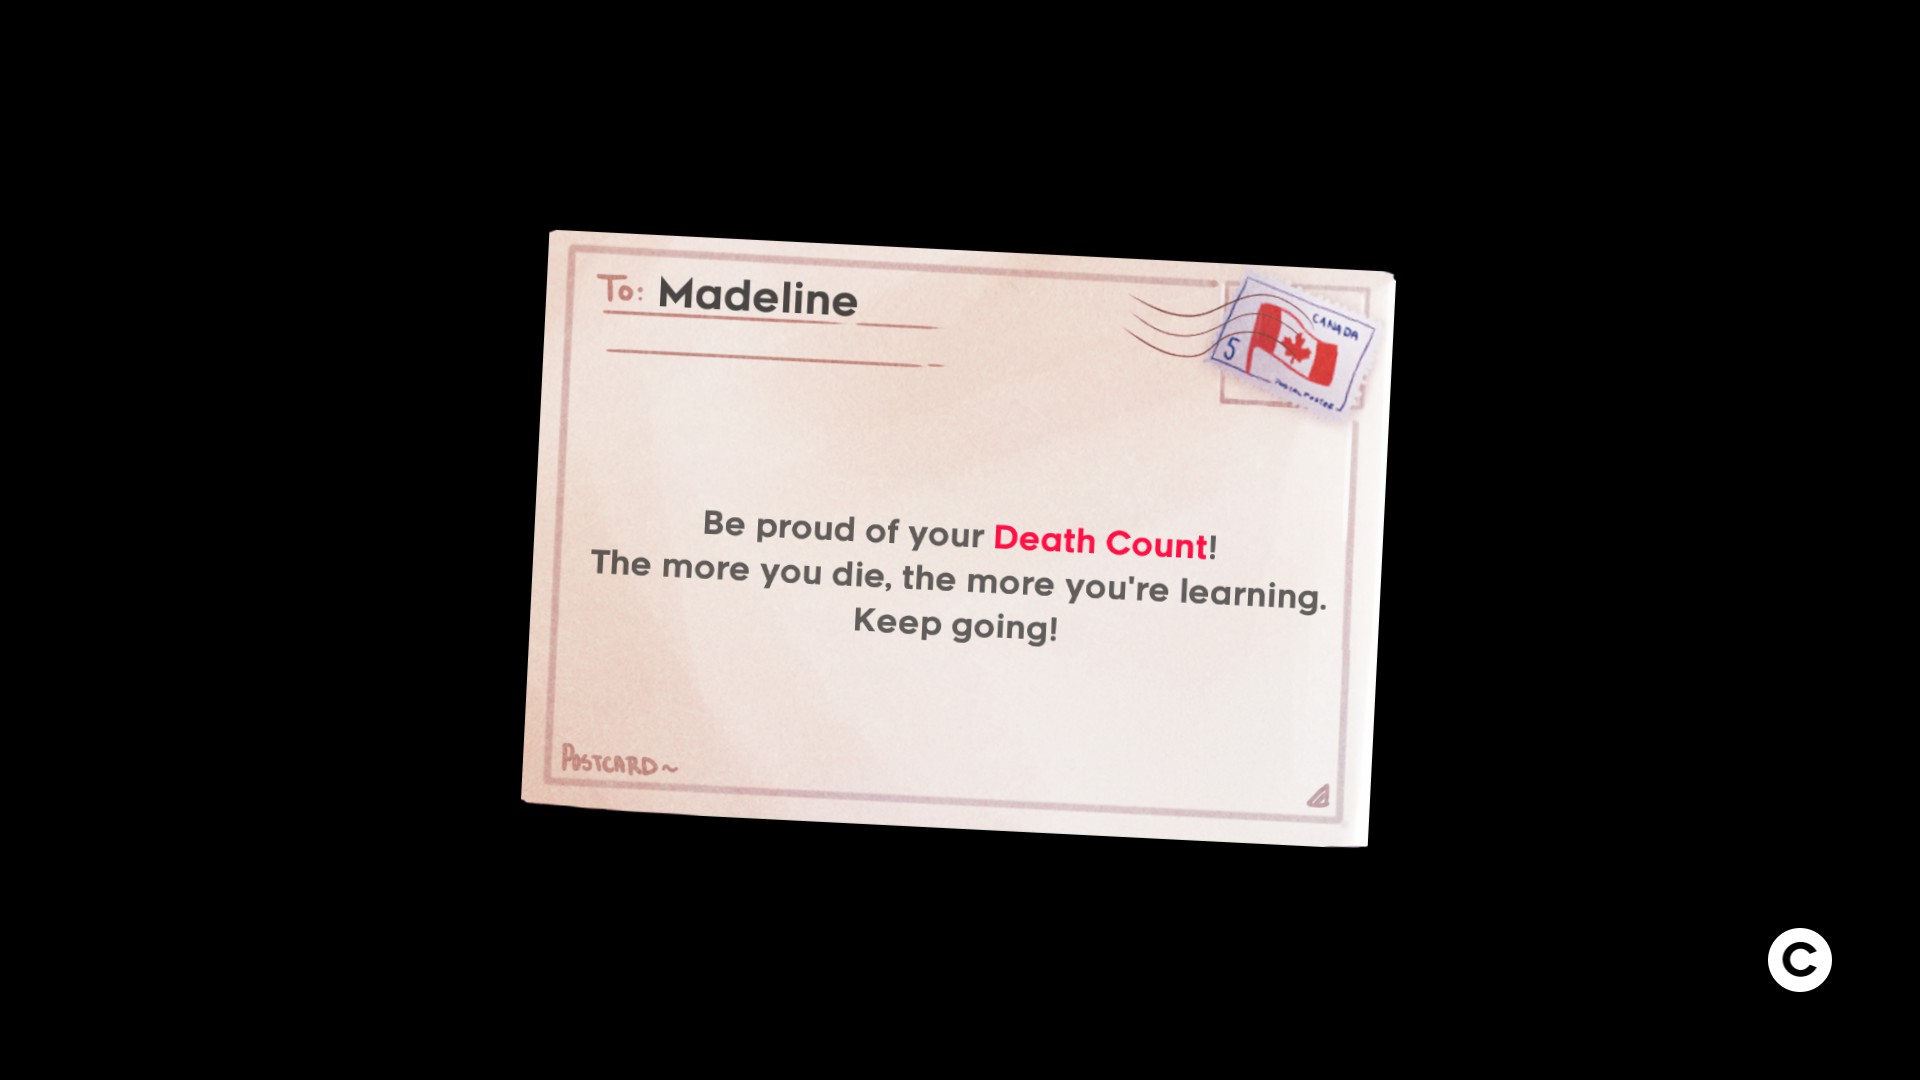 To: Madeline
CANADA
5
Be proud of your Death Count!
The more you die, the more you're learning.
Keep going!
POSTCARD~
C